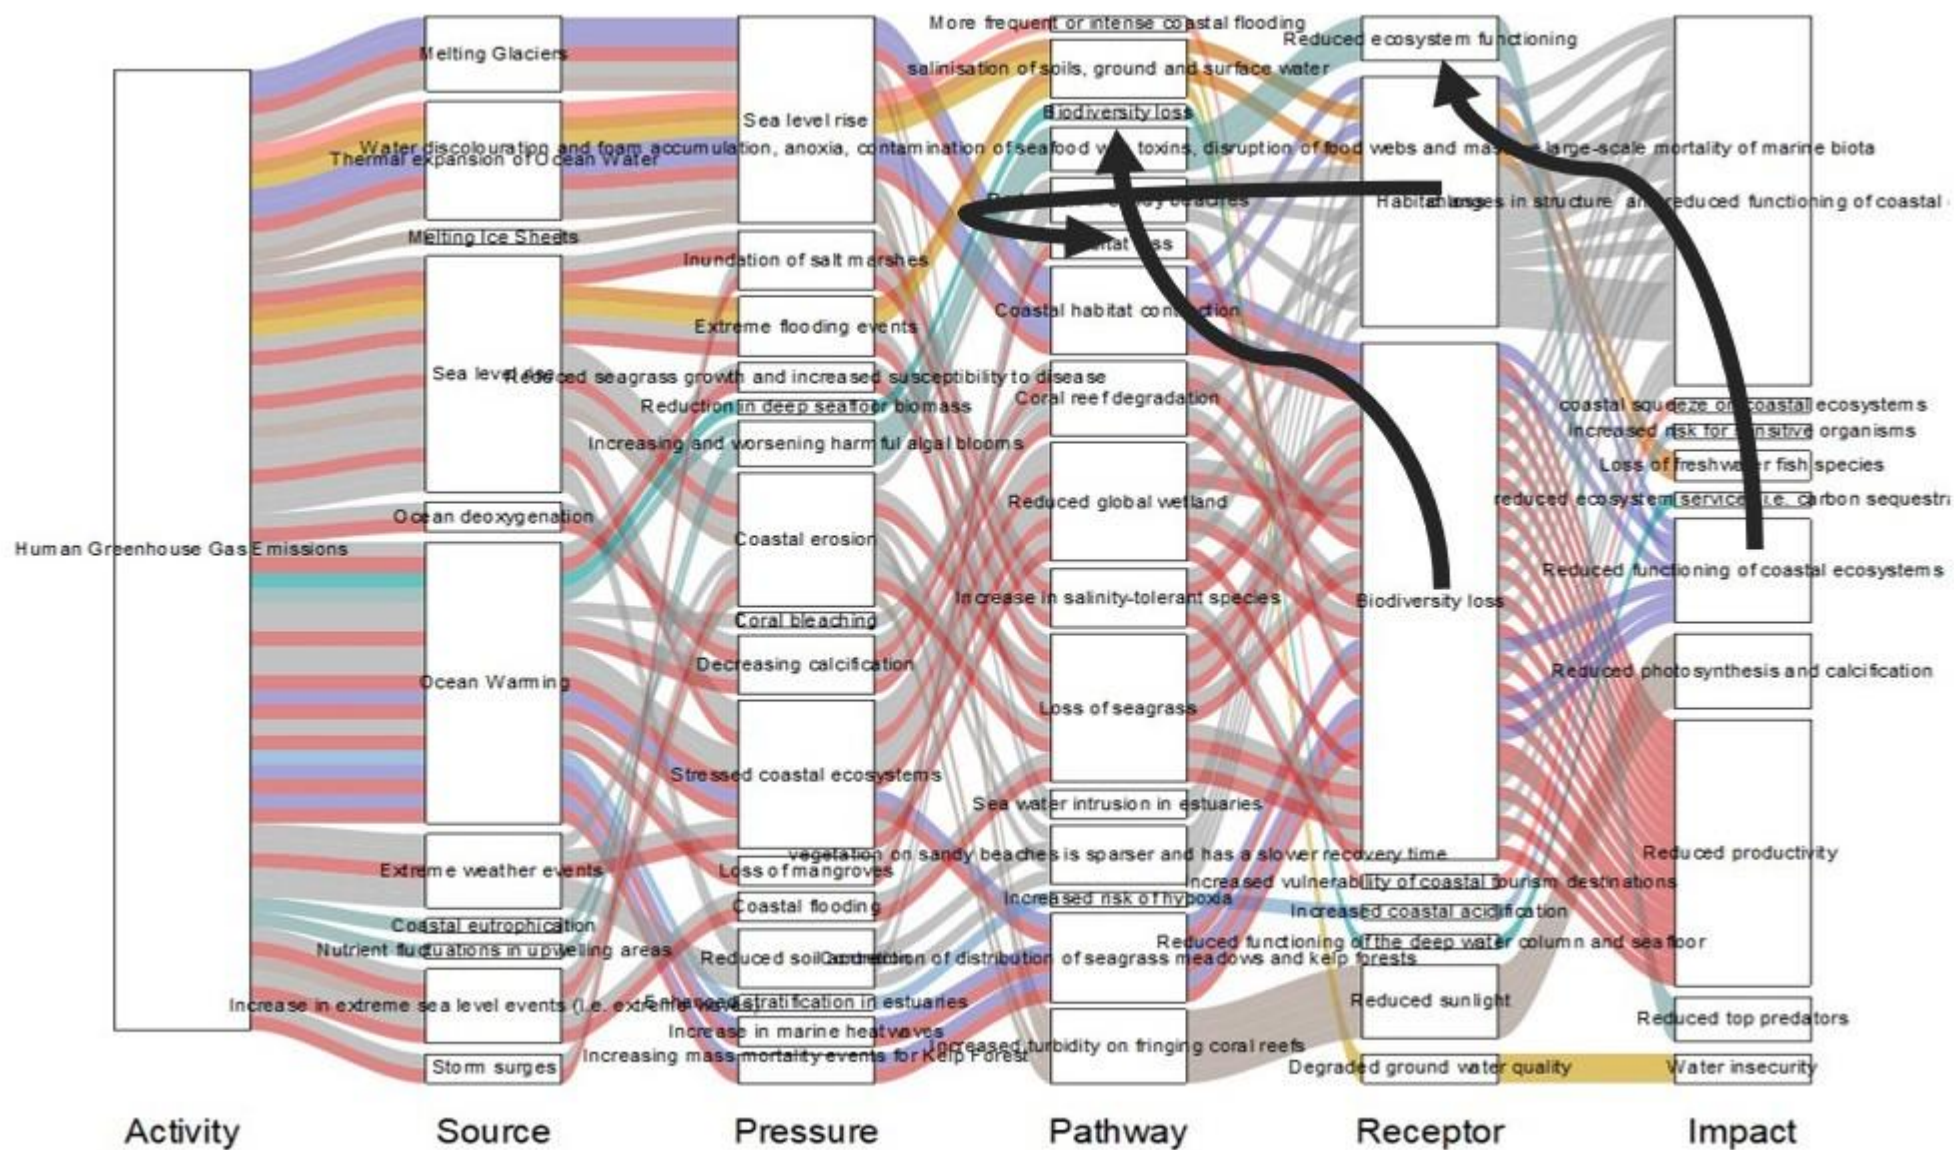 Human Greenhouse Gas Emissions
Melting Glaciers
Thermal expansion of Ocean Water
Melting Ice Sheets
Sea level rise
Ocean deoxygenation
Ocean Warming
Extreme weather events
Coastal eutrophication
Nutrient fluctuations in upwelling areas
Increase in extreme sea level events (i.e. extreme waves)
Storm surges
Sea level rise
Inundation of salt marshes
Extreme flooding events
Reduced seagrass growth and increased susceptibility to disease
Reduction in deep seafloor biomass
Increasing and worsening harmful algal blooms
Coastal erosion
Coral bleaching
Decreasing calcification
Stressed coastal ecosystems
Loss of mangroves
Coastal flooding
Reduced soil
Enhanced stratification in estuaries
Increase in marine heatwaves
Increasing mass mortality events for Kelp Forest
More frequent or intense coastal flooding
salinisation of soils, ground and surface water
Biodiversity loss
Water discolouration and foam accumulation, anoxia, contamination of seafood toxins, disruption of food webs and large-scale mortality of marine biota
beaches
loss
Coastal habitat
Coral reef degradation
Reduced global wetland
Increase in salinity-tolerant species
Loss of seagrass
Sea water intrusion in estuaries
vegetation on sandy beaches is sparser and has a slower recovery time
Increased risk of hypoxia
of distribution of seagrass meadows and kelp forests
Increased turbidity on fringing coral reefs
Reduced ecosystem functioning
Habitat
in structure reduced functioning of coastal
Biodiversity loss
Increased vulnerability of coastal tourism destinations
Increased coastal acidification
Reduced functioning of the deep water column and seafloor
Reduced sunlight
Degraded ground water quality
coastal squeeze on coastal ecosystems
Increased risk for organisms
Loss of freshwater fish species
reduced ecosystem i.e. carbon
Reduced functioning of coastal ecosystems
Reduced photosynthesis and calcification
Reduced productivity
Reduced top predators
Water insecurity
Activity Source Pressure Pathway Receptor Impact